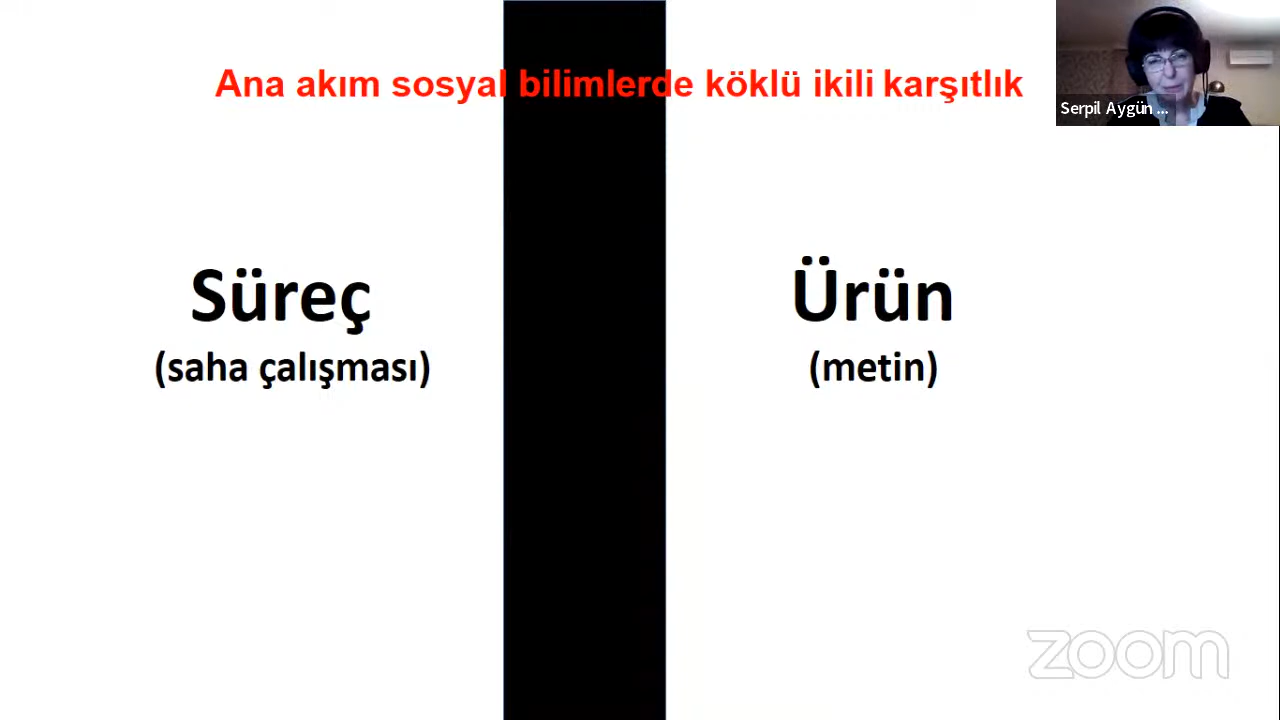 Ana akım sosyal bilimlerde köklü ikili karşıtlık
Serpil Aygün ...
Süreç
(saha çalışması)
Ürün
(metin)
zoom